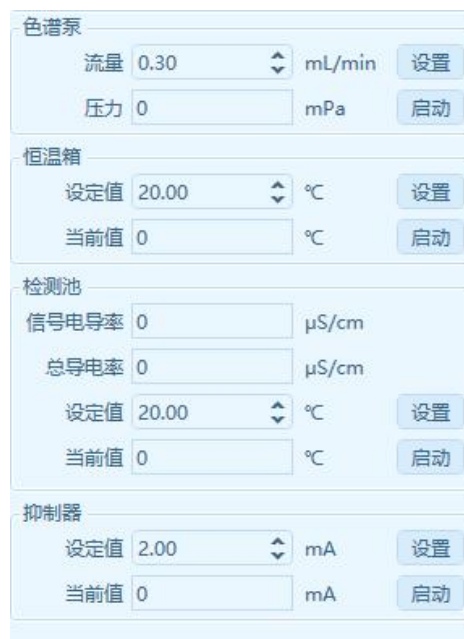 色谱泵
流量 0.30 mL/min 设置
压力 0 mPa 启动
恒温箱
设定值 20.00 ℃ 设置
当前值 0 ℃ 启动
检测池
信号电导率 0 μS/cm
总导电率 0 μS/cm
设定值 20.00 ℃ 设置
当前值 0 ℃ 启动
抑制器
设定值 2.00 mA 设置
当前值 0 mA 启动